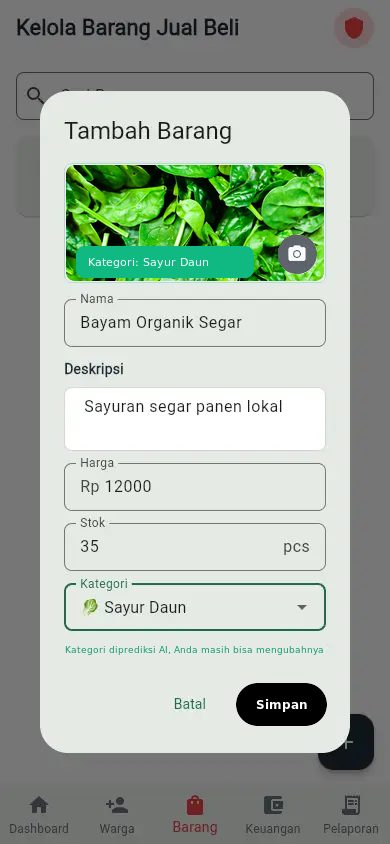 Kelola Barang Jual Beli
Tambah Barang
Kategori: Sayur Daun
Nama
Bayam Organik Segar
Deskripsi
Sayuran segar panen lokal
Harga
Rp 12000
Stok
35 pcs
Kategori
🥬 Sayur Daun
Kategori diprediksi AI, Anda masih bisa mengubahnya
Batal Simpan
Dashboard Warga Barang Keuangan Pelaporan